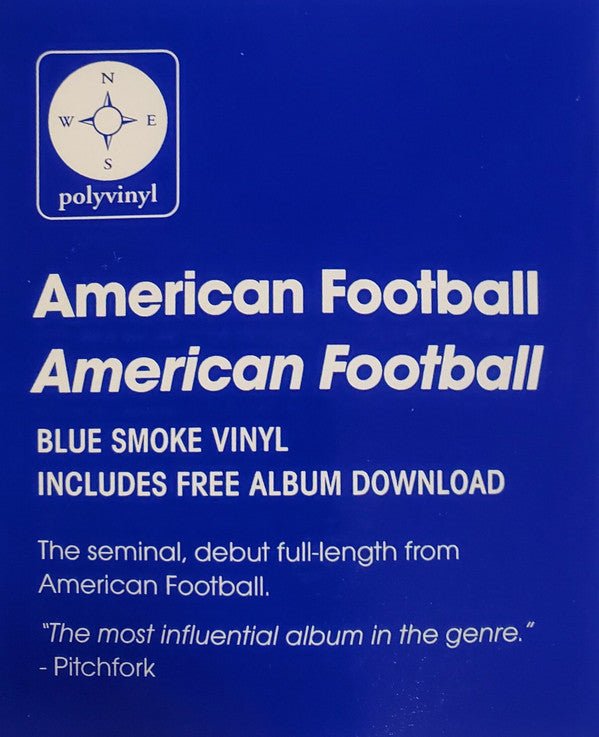 N
W E
S
polyvinyl
American Football
American Football
BLUE SMOKE VINYL
INCLUDES FREE ALBUM DOWNLOAD
The seminal, debut full-length from
American Football.
"The most influential album in the genre."
- Pitchfork